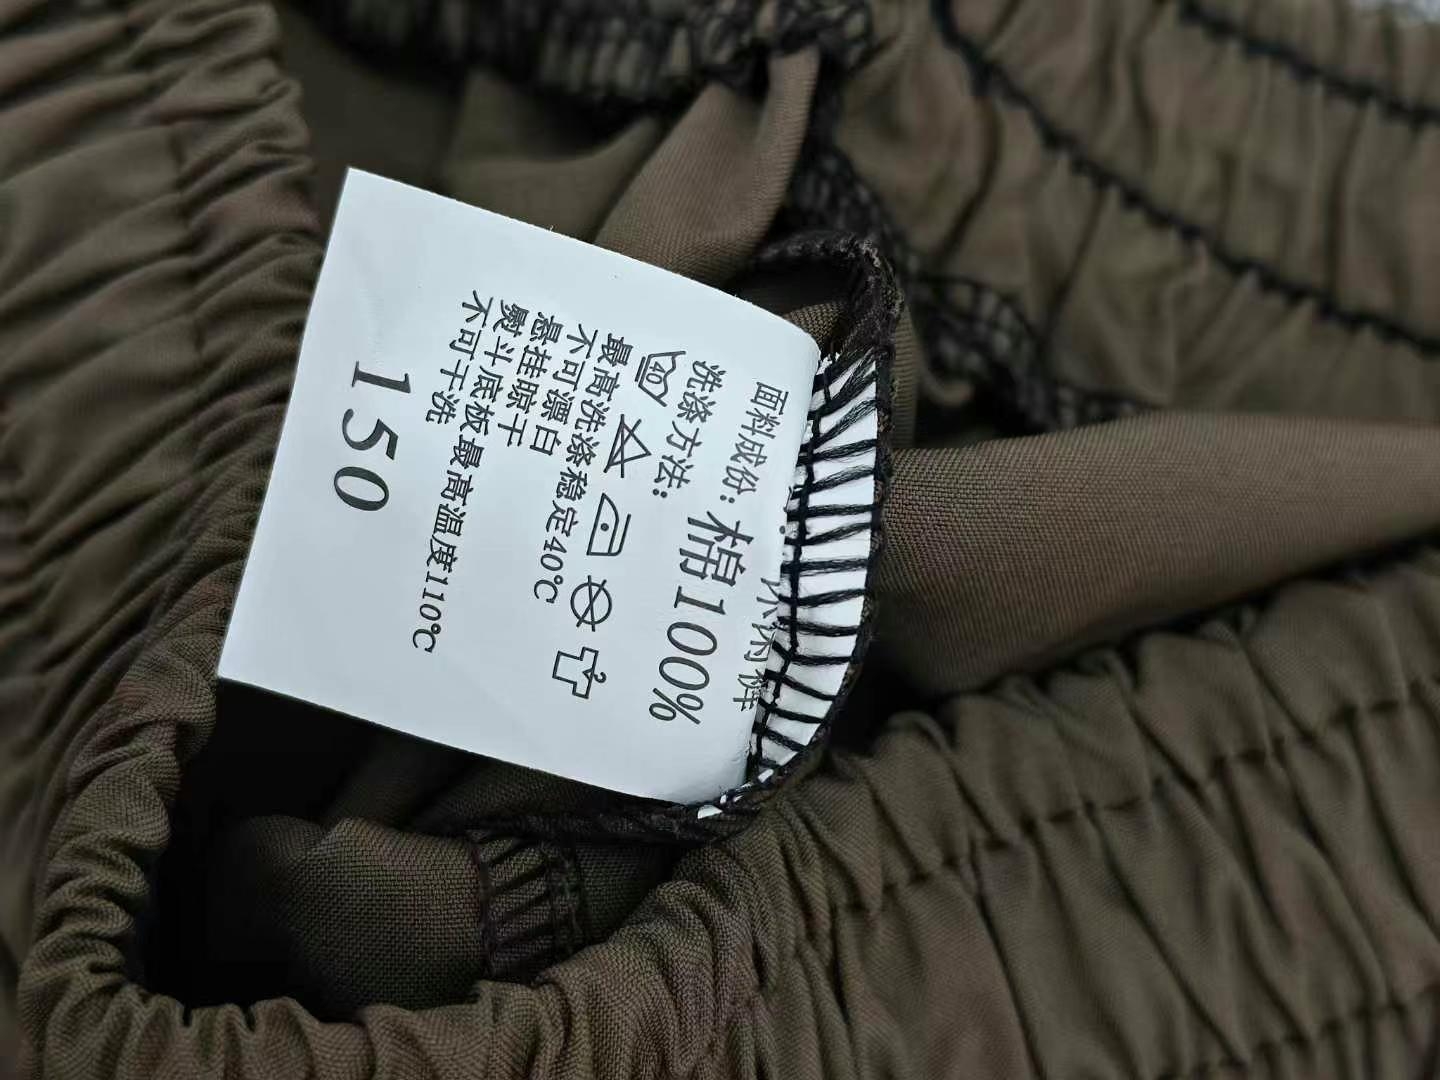 面料成份：棉100%
洗涤方法：
40
最高洗涤稳定40℃
不可漂白
悬挂晾干
熨斗底板最高温度110℃
不可干洗
150